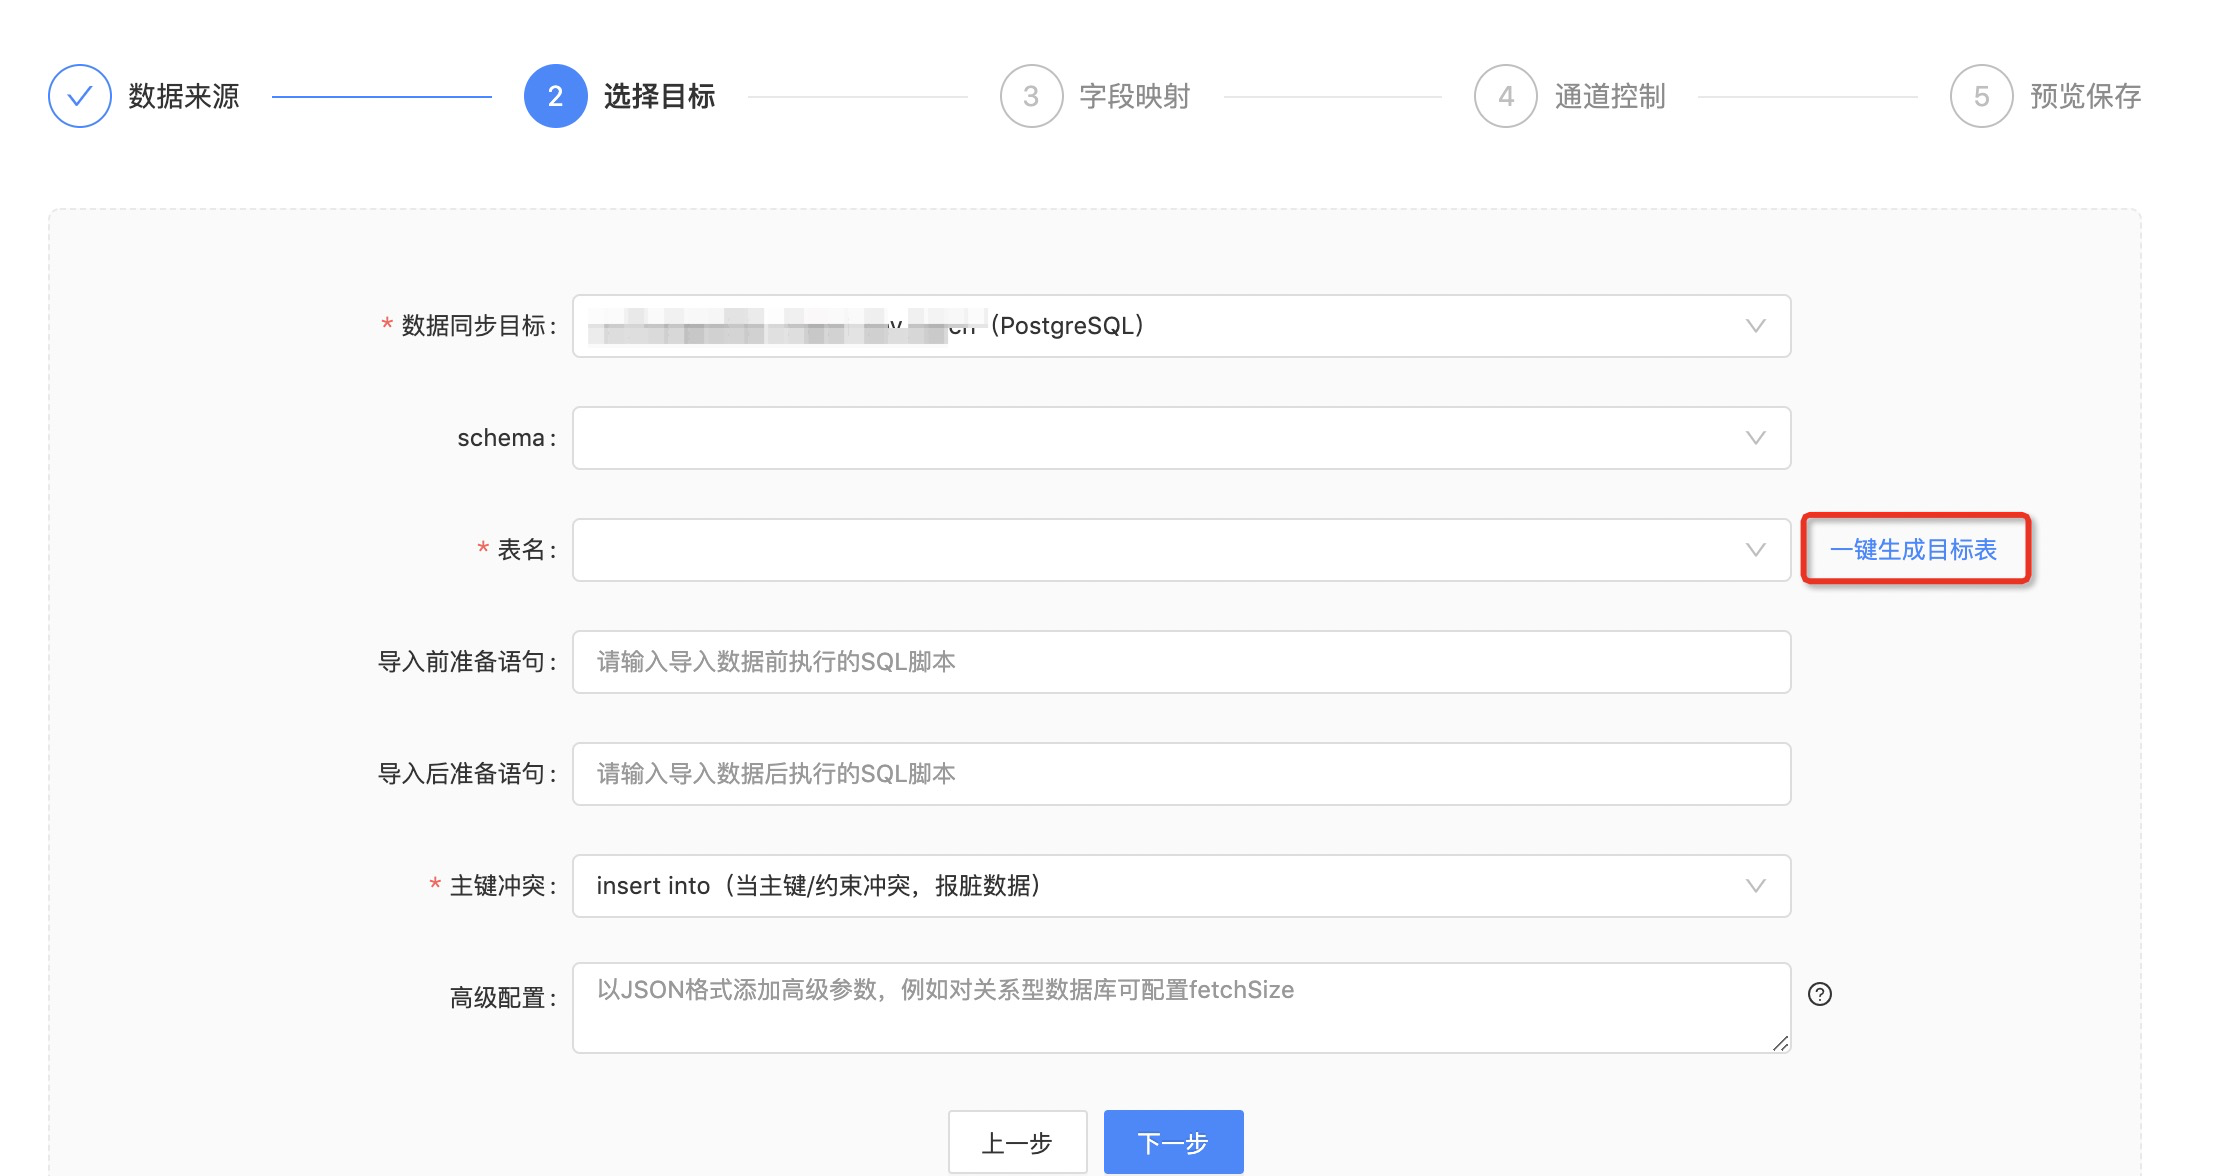 数据来源
2 选择目标
3 字段映射
4 通道控制
5 预览保存
* 数据同步目标: （PostgreSQL）
schema:
* 表名: 一键生成目标表
导入前准备语句: 请输入导入数据前执行的SQL脚本
导入后准备语句: 请输入导入数据后执行的SQL脚本
* 主键冲突: insert into（当主键/约束冲突，报脏数据）
高级配置: 以JSON格式添加高级参数，例如对关系型数据库可配置fetchSize ?
上一步 下一步